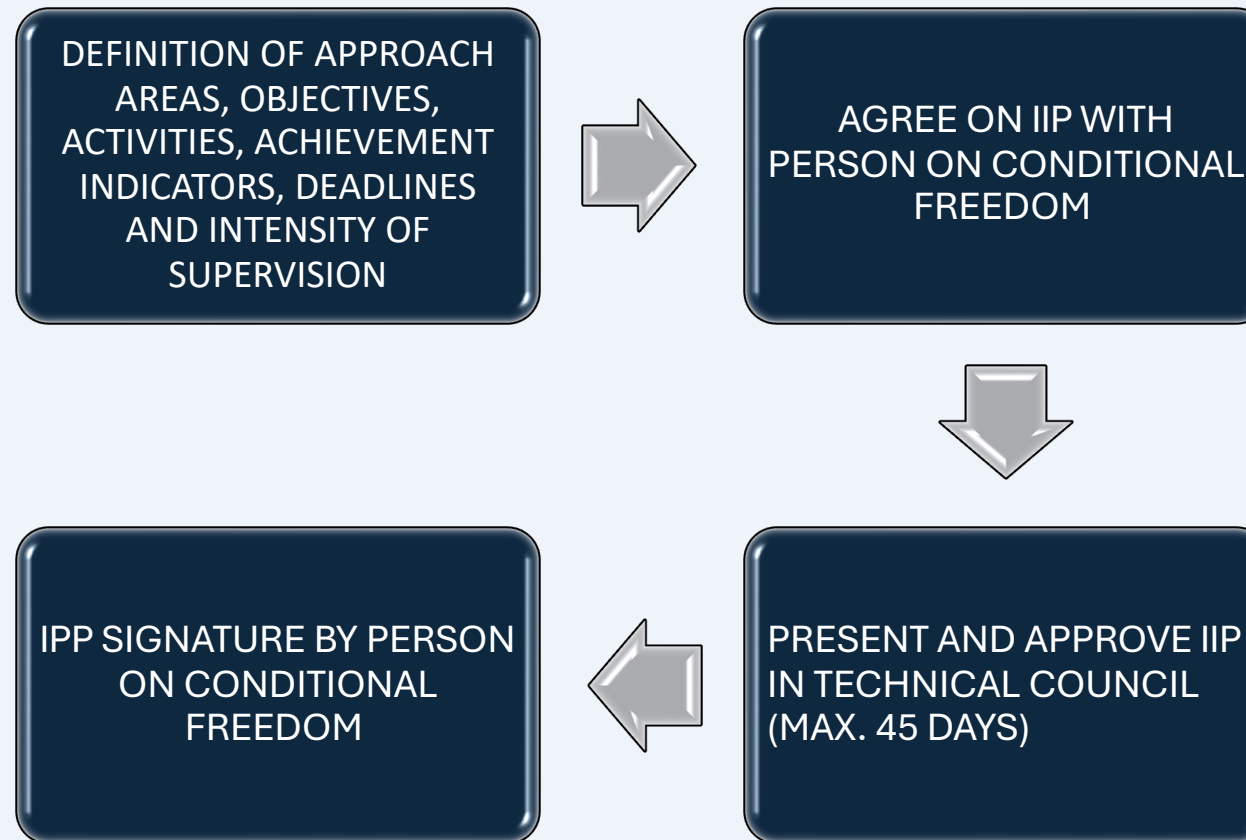 DEFINITION OF APPROACH
AREAS, OBJECTIVES,
ACTIVITIES, ACHIEVEMENT
INDICATORS, DEADLINES
AND INTENSITY OF
SUPERVISION
AGREE ON IIP WITH
PERSON ON CONDITIONAL
FREEDOM
PRESENT AND APPROVE IIP
IN TECHNICAL COUNCIL
(MAX. 45 DAYS)
IPP SIGNATURE BY PERSON
ON CONDITIONAL
FREEDOM